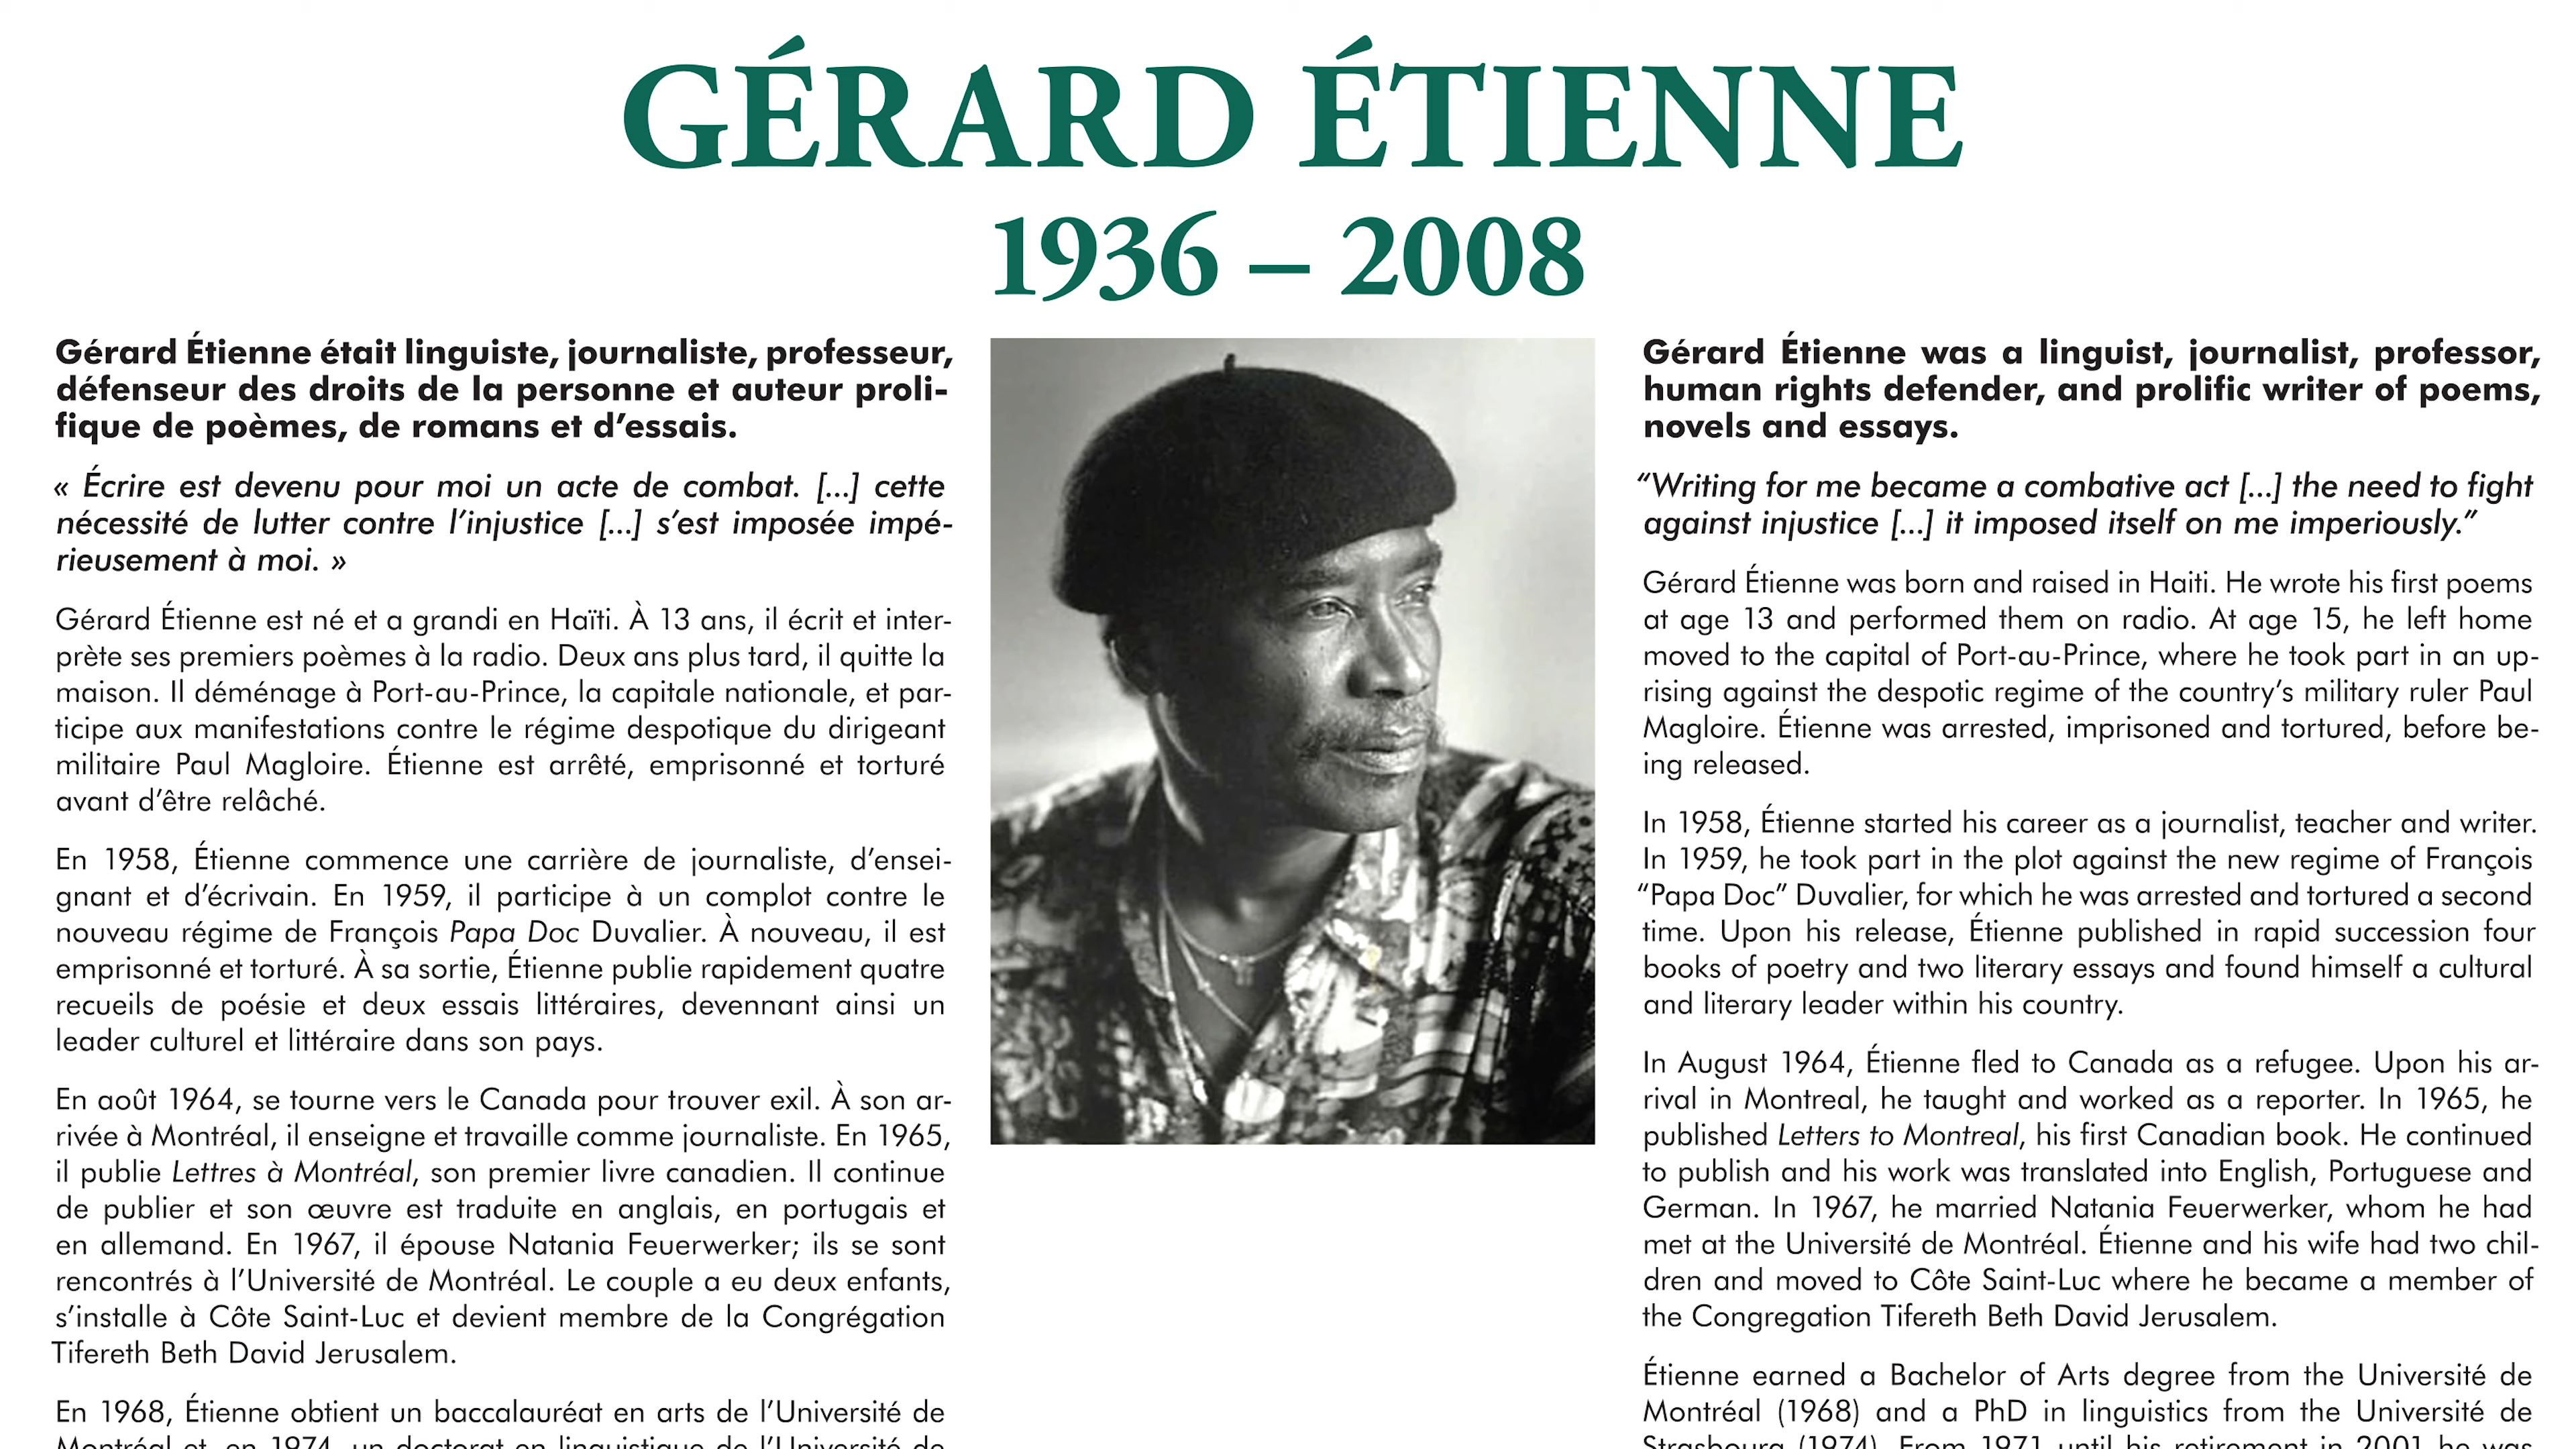 GÉRARD ÉTIENNE
1936 – 2008
Gérard Étienne était linguiste, journaliste, professeur,
défenseur des droits de la personne et auteur proli-
fique de poèmes, de romans et d’essais.
« Écrire est devenu pour moi un acte de combat. [...] cette
nécessité de lutter contre l’injustice [...] s’est imposée impé-
rieusement à moi. »
Gérard Étienne est né et a grandi en Haïti. À 13 ans, il écrit et inter-
prète ses premiers poèmes à la radio. Deux ans plus tard, il quitte la
maison. Il déménage à Port-au-Prince, la capitale nationale, et par-
ticipe aux manifestations contre le régime despotique du dirigeant
militaire Paul Magloire. Étienne est arrêté, emprisonné et torturé
avant d’être relâché.
En 1958, Étienne commence une carrière de journaliste, d’ensei-
gnant et d’écrivain. En 1959, il participe à un complot contre le
nouveau régime de François Papa Doc Duvalier. À nouveau, il est
emprisonné et torturé. À sa sortie, Étienne publie rapidement quatre
recueils de poésie et deux essais littéraires, devennant ainsi un
leader culturel et littéraire dans son pays.
En août 1964, se tourne vers le Canada pour trouver exil. À son ar-
rivée à Montréal, il enseigne et travaille comme journaliste. En 1965,
il publie Lettres à Montréal, son premier livre canadien. Il continue
de publier et son œuvre est traduite en anglais, en portugais et
en allemand. En 1967, il épouse Natania Feuerwerker; ils se sont
rencontrés à l’Université de Montréal. Le couple a eu deux enfants,
s’installe à Côte Saint-Luc et devient membre de la Congrégation
Tifereth Beth David Jerusalem.
En 1968, Étienne obtient un baccalauréat en arts de l’Université de
Montréal et, en 1974, un doctorat en linguistique de l’Université de
Gérard Étienne was a linguist, journalist, professor,
human rights defender, and prolific writer of poems,
novels and essays.
“Writing for me became a combative act [...] the need to fight
against injustice [...] it imposed itself on me imperiously.”
Gérard Étienne was born and raised in Haiti. He wrote his first poems
at age 13 and performed them on radio. At age 15, he left home
moved to the capital of Port-au-Prince, where he took part in an up-
rising against the despotic regime of the country’s military ruler Paul
Magloire. Étienne was arrested, imprisoned and tortured, before be-
ing released.
In 1958, Étienne started his career as a journalist, teacher and writer.
In 1959, he took part in the plot against the new regime of François
“Papa Doc” Duvalier, for which he was arrested and tortured a second
time. Upon his release, Étienne published in rapid succession four
books of poetry and two literary essays and found himself a cultural
and literary leader within his country.
In August 1964, Étienne fled to Canada as a refugee. Upon his ar-
rival in Montreal, he taught and worked as a reporter. In 1965, he
published Letters to Montreal, his first Canadian book. He continued
to publish and his work was translated into English, Portuguese and
German. In 1967, he married Natania Feuerwerker, whom he had
met at the Université de Montréal. Étienne and his wife had two chil-
dren and moved to Côte Saint-Luc where he became a member of
the Congregation Tifereth Beth David Jerusalem.
Étienne earned a Bachelor of Arts degree from the Université de
Montréal (1968) and a PhD in linguistics from the Université de
Strasbourg (1974). From 1971 until his retirement in 2001 he was